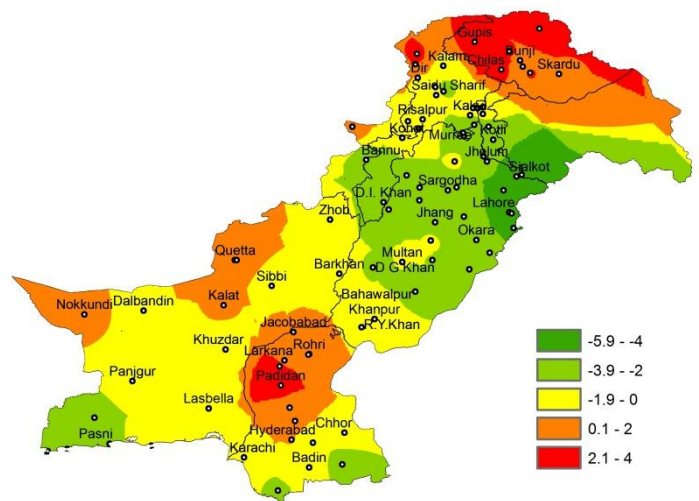 Gupis
Bunji
Kalam
Chilas
Dir
Skardu
Saidu Sharif
Risalpur
Kakul
Kohat
Murree
Kotli
Bannu
Jhelum
Sialkot
Sargodha
D.I. Khan
Lahore
Zhob
Jhang
Okara
Quetta
Multan
Barkhan
D G Khan
Sibbi
Bahawalpur
Kalat
Dalbandin
Nokkundi
Khanpur
Jacobabad
R.Y.Khan
Khuzdar
Rohri
Larkana
Panjgur
Padidan
Lasbella
Chhor
Pasni
Hyderabad
Karachi
Badin
-5.9 - -4
-3.9 - -2
-1.9 - 0
0.1 - 2
2.1 - 4